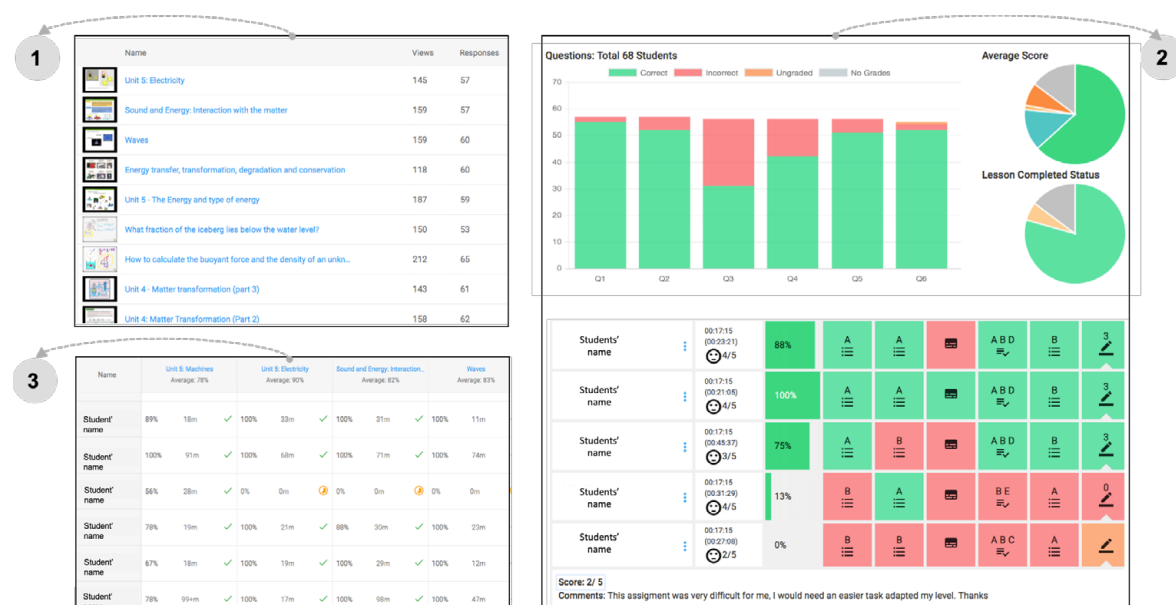 1
Name Views Responses
Unit 5: Electricity 145 57
Sound and Energy: Interaction with the matter 159 57
Waves 159 60
Energy transfer, transformation, degradation and conservation 118 60
Unit 5 - The Energy and type of energy 187 59
What fraction of the iceberg lies below the water level? 150 53
How to calculate the buoyant force and the density of an unkn... 212 65
Unit 4 - Matter transformation (part 3) 143 61
Unit 4: Matter Transformation (Part 2) 158 62
2
Questions: Total 68 Students
Correct Incorrect Ungraded No Grades
70
60
50
40
30
20
10
0
Q1 Q2 Q3 Q4 Q5 Q6
Average Score
Lesson Completed Status
Students'
name
00:17:15
(00:23:21)
4/5
88% A A A B D B 3
Students'
name
00:17:15
(00:21:05)
4/5
100% A A A B D B 3
Students'
name
00:17:15
(00:45:37)
3/5
75% A B A B D B 3
Students'
name
00:17:15
(00:31:29)
4/5
13% B A B E A 0
Students'
name
00:17:15
(00:27:08)
2/5
0% B B A B C A
Score: 2/ 5
Comments: This assigment was very difficult for me, I would need an easier task adapted my level. Thanks
3
Name
Unit 5: Machines Unit 5: Electricity Sound and Energy: Interaction... Waves
Average: 78% Average: 90% Average: 82% Average: 83%
Student'
name
89% 18m 100% 33m 100% 31m 100% 11m
Student'
name
100% 91m 100% 68m 100% 71m 100% 74m
Student'
name
56% 28m 0% 0m 0% 0m 0% 0m
Student'
name
78% 19m 100% 21m 88% 30m 100% 23m
Student'
name
67% 18m 100% 19m 100% 29m 100% 12m
Student'
78% 99+m 100% 17m 100% 98m 100% 47m